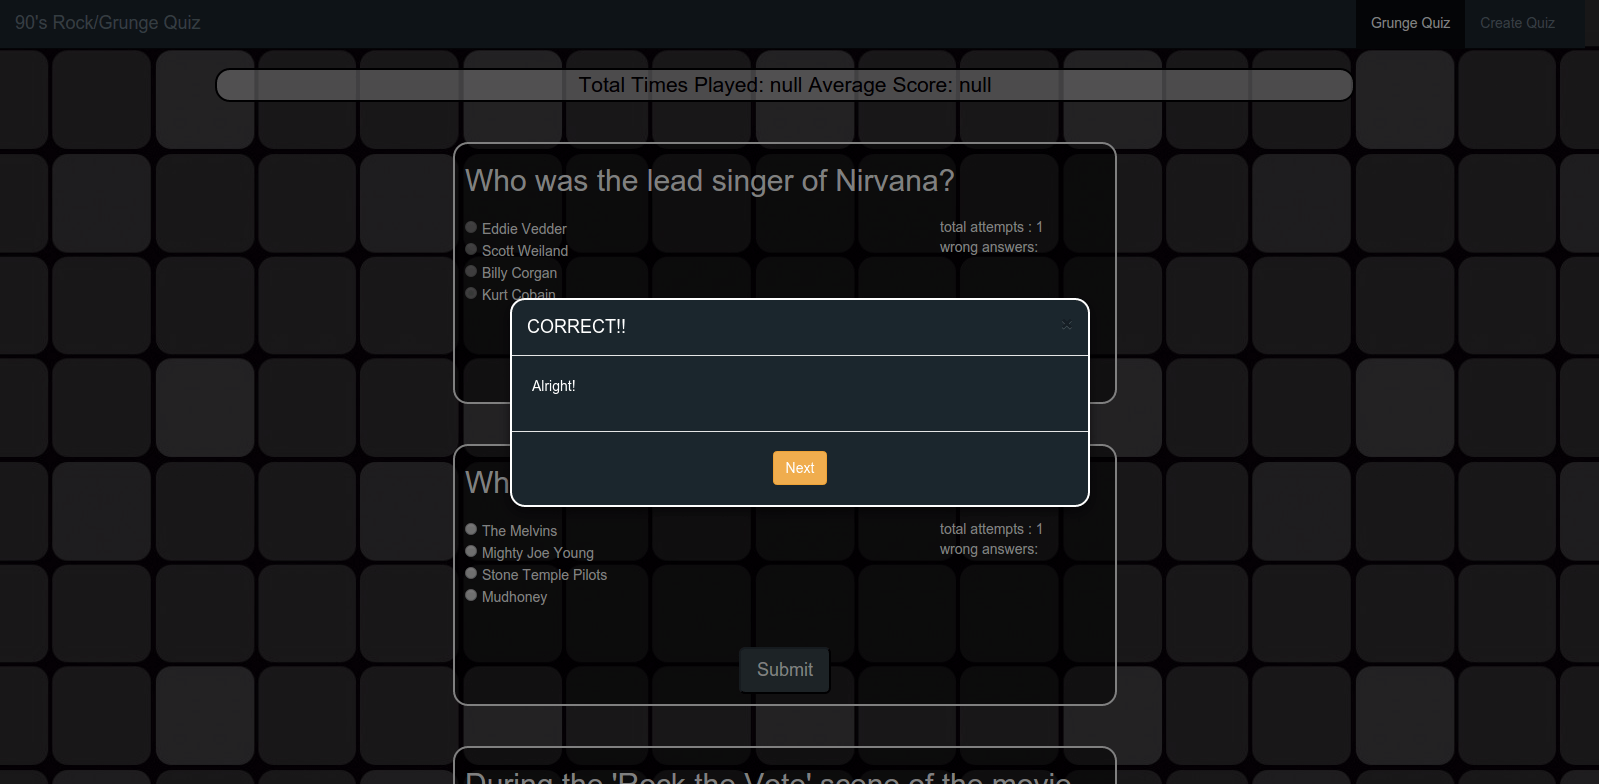 90's Rock/Grunge Quiz
Grunge Quiz
Create Quiz
Total Times Played: null Average Score: null
Who was the lead singer of Nirvana?
Eddie Vedder
Scott Weiland
Billy Corgan
Kurt Cobain
total attempts : 1
wrong answers:
CORRECT!!
×
Alright!
Next
Wh
The Melvins
Mighty Joe Young
Stone Temple Pilots
Mudhoney
total attempts : 1
wrong answers:
Submit
During the 'Rock the Vote' scene of the movie